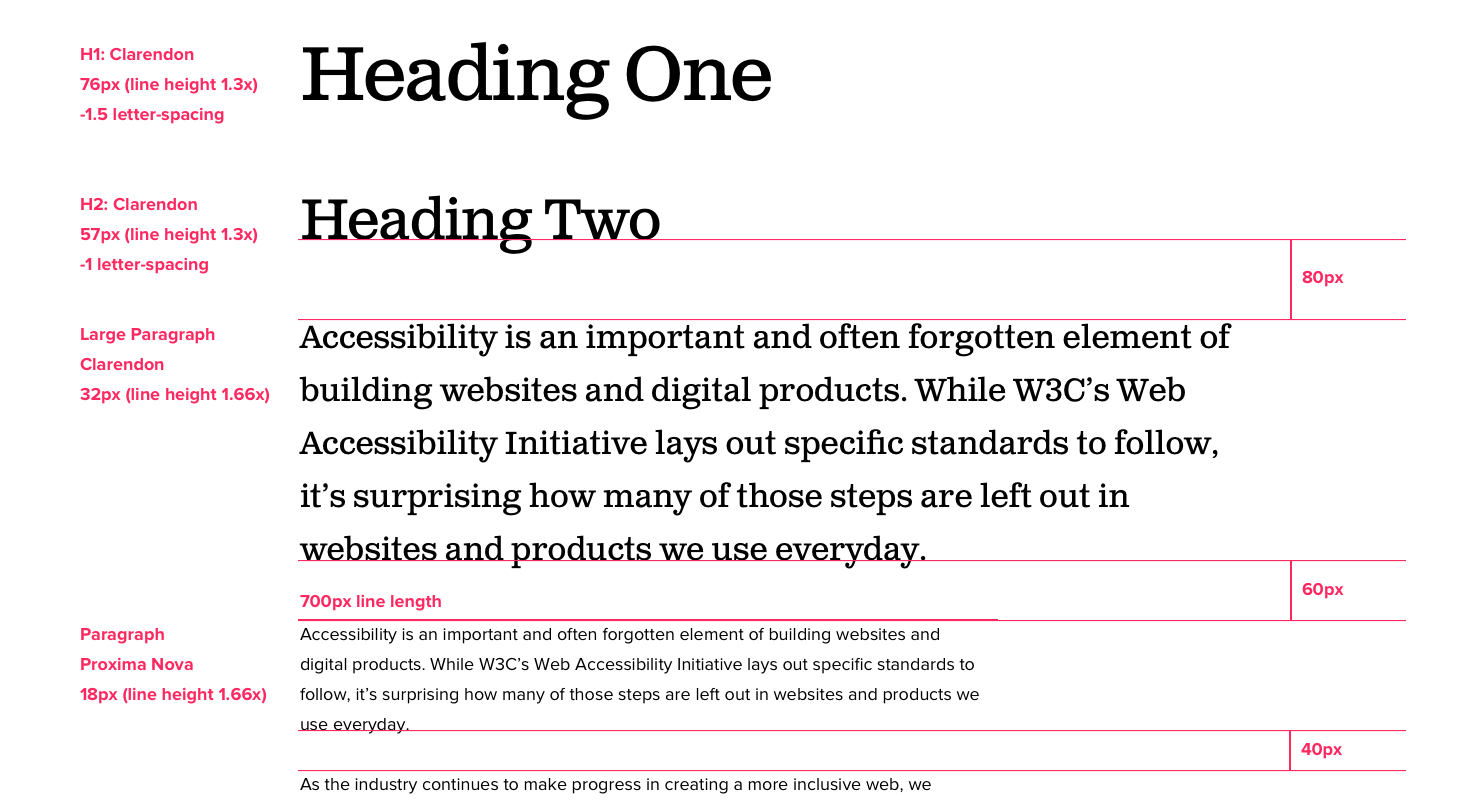 H1: Clarendon
76px (line height 1.3x)
-1.5 letter-spacing
Heading One
H2: Clarendon
57px (line height 1.3x)
-1 letter-spacing
Heading Two
80px
Large Paragraph
Clarendon
32px (line height 1.66x)
Accessibility is an important and often forgotten element of
building websites and digital products. While W3C’s Web
Accessibility Initiative lays out specific standards to follow,
it’s surprising how many of those steps are left out in
websites and products we use everyday.
60px
700px line length
Paragraph
Proxima Nova
18px (line height 1.66x)
Accessibility is an important and often forgotten element of building websites and
digital products. While W3C’s Web Accessibility Initiative lays out specific standards to
follow, it’s surprising how many of those steps are left out in websites and products we
use everyday.
40px
As the industry continues to make progress in creating a more inclusive web, we